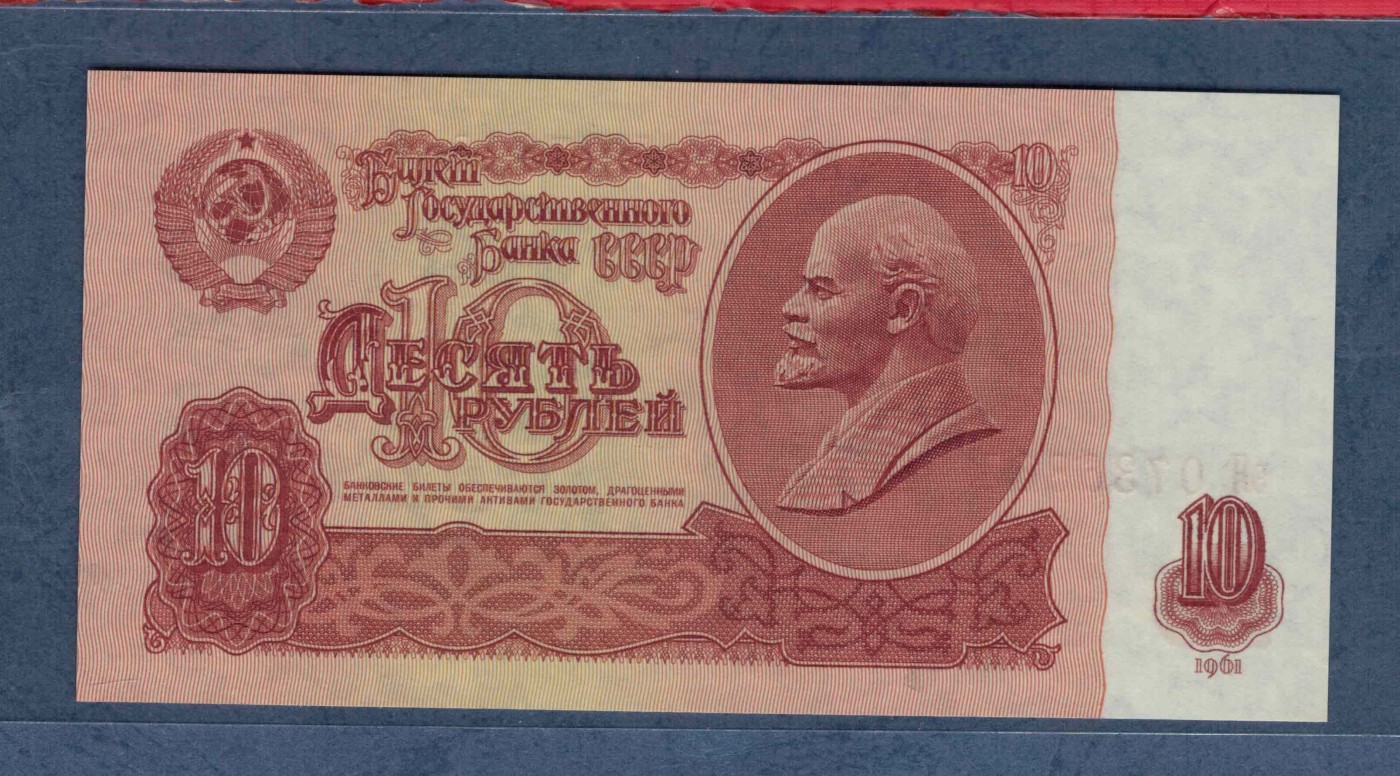 Билет
Государственного
Банка СССР
10
10
Десять
рублей
10
БАНКОВСКИЕ БИЛЕТЫ ОБЕСПЕЧИВАЮТСЯ ЗОЛОТОМ, ДРАГОЦЕННЫМИ
МЕТАЛЛАМИ И ПРОЧИМИ АКТИВАМИ ГОСУДАРСТВЕННОГО БАНКА
10
1961